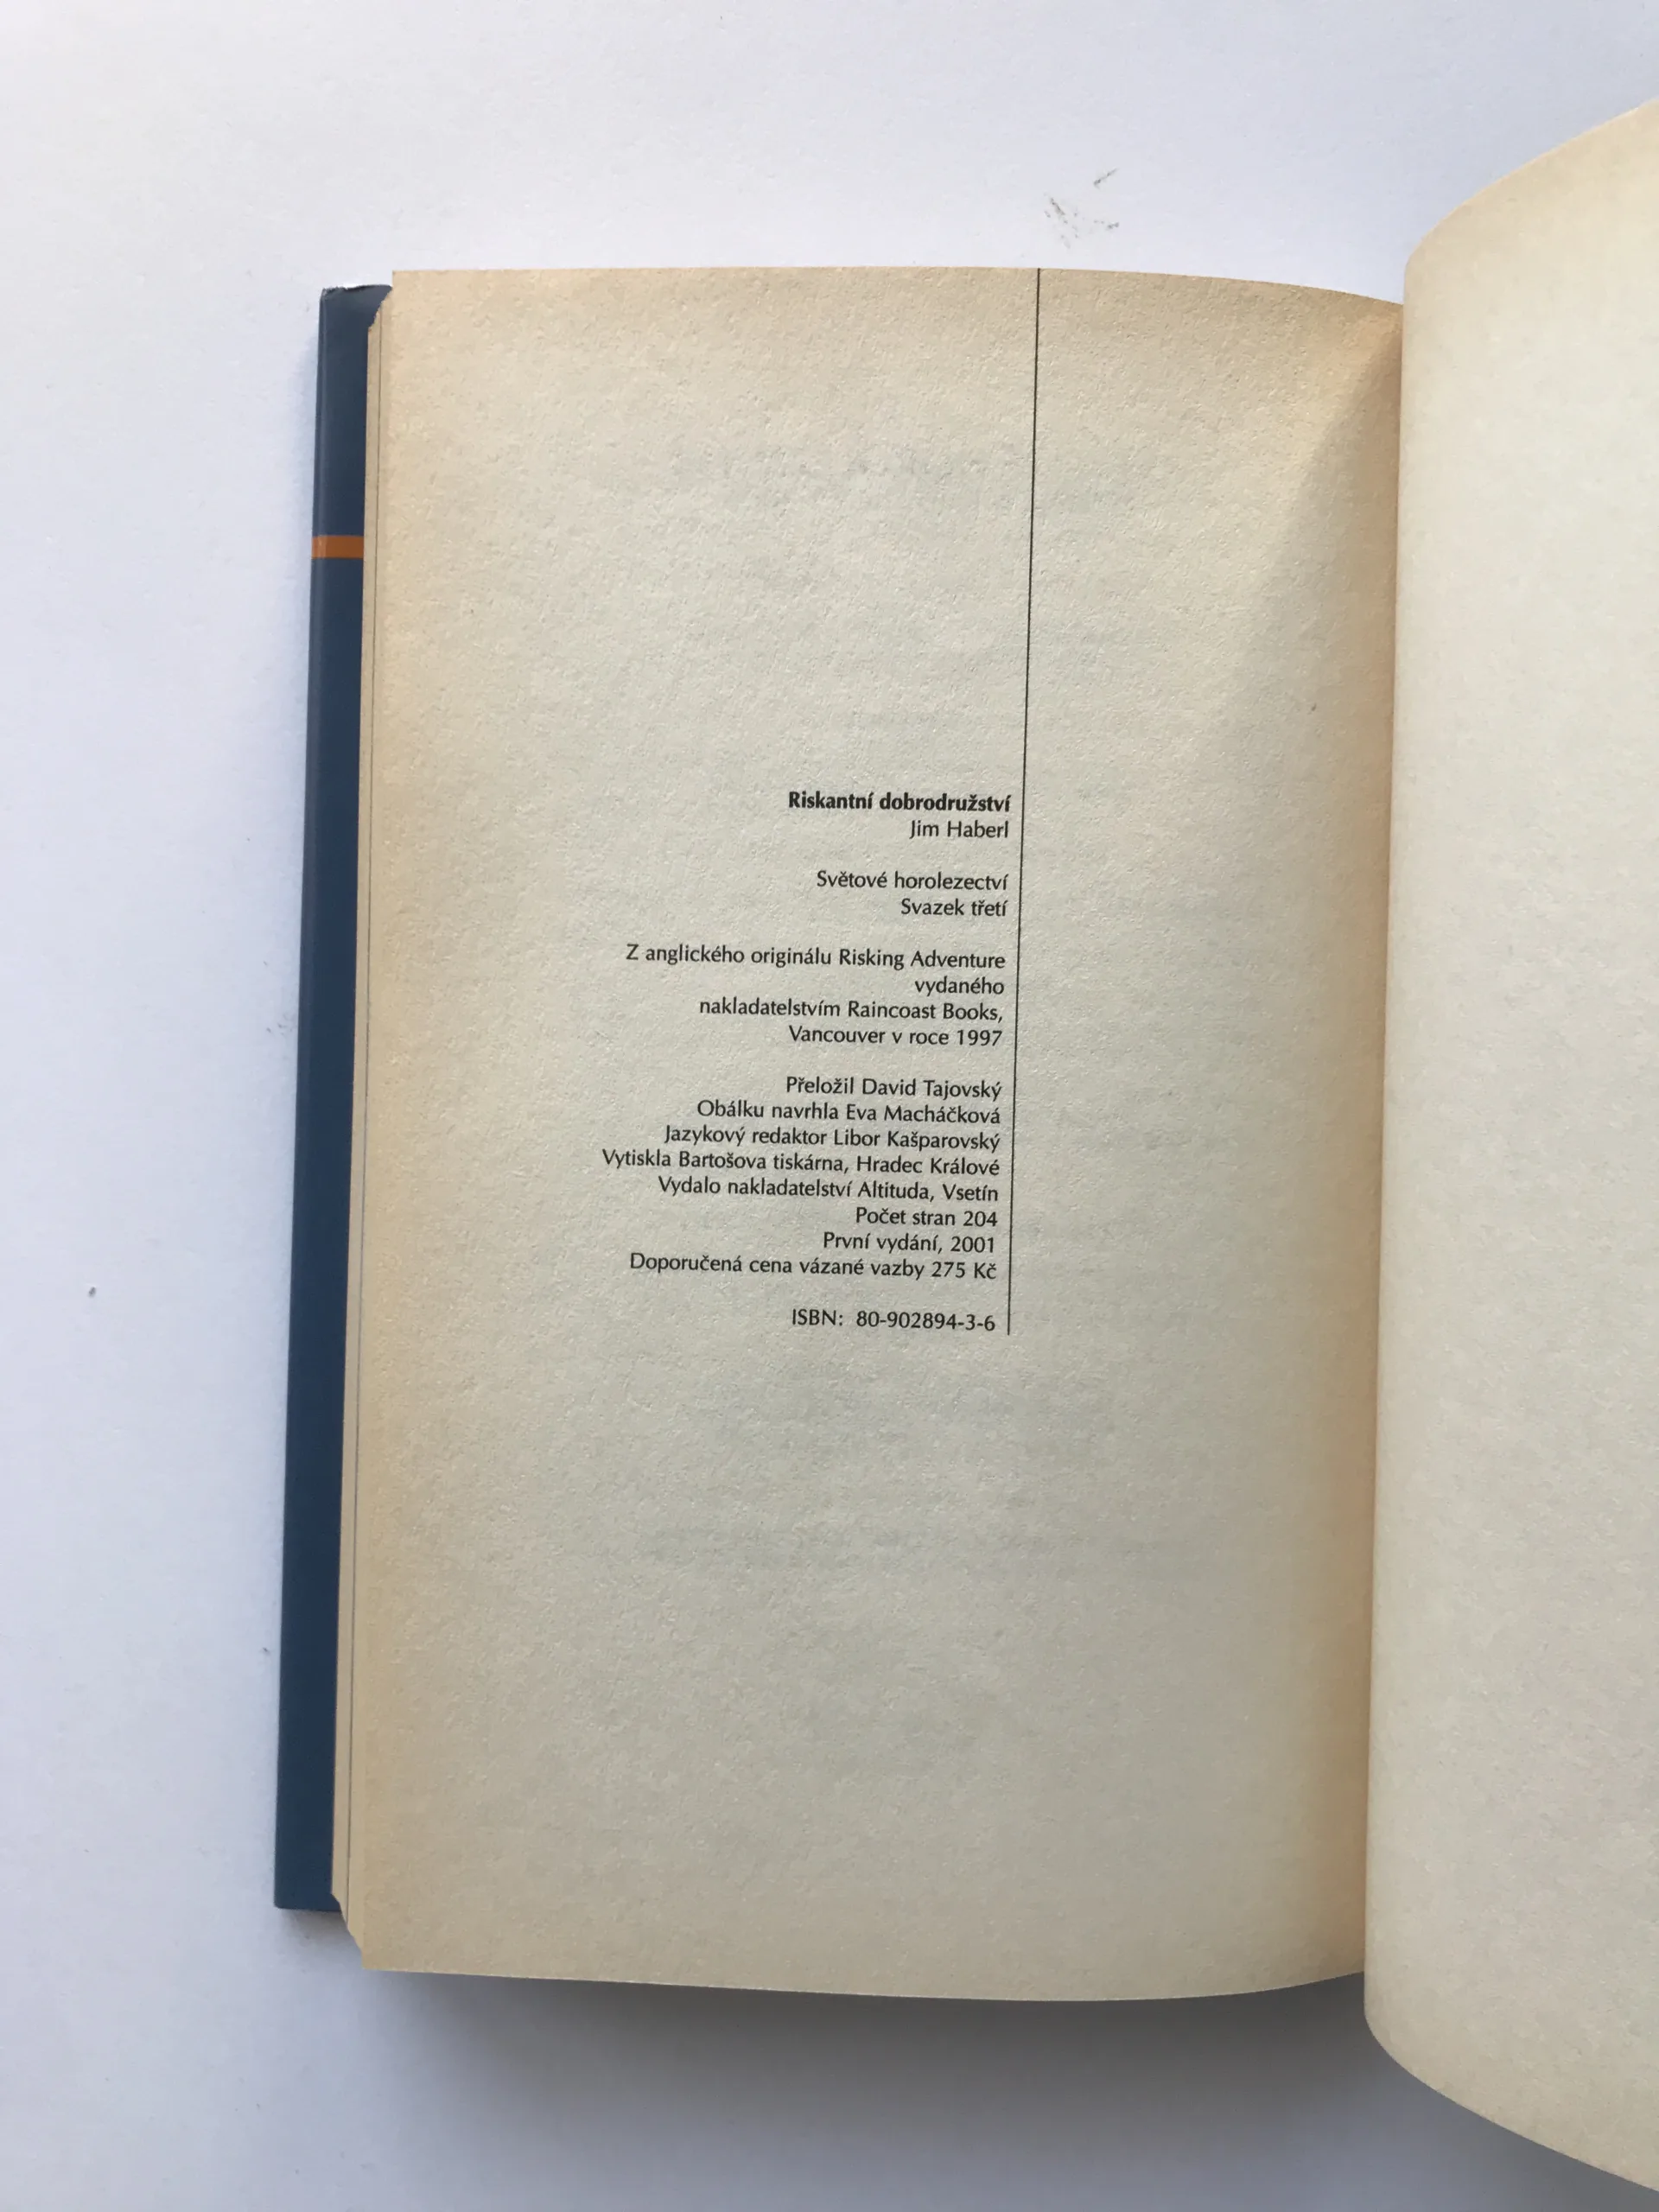 Riskantní dobrodružství
Jim Haberl
Světové horolezectví
Svazek třetí
Z anglického originálu Risking Adventure
vydaného
nakladatelstvím Raincoast Books,
Vancouver v roce 1997
Přeložil David Tajovský
Obálku navrhla Eva Macháčková
Jazykový redaktor Libor Kašparovský
Vytiskla Bartošova tiskárna, Hradec Králové
Vydalo nakladatelství Altituda, Vsetín
Počet stran 204
První vydání, 2001
Doporučená cena vázané vazby 275 Kč
ISBN: 80-902894-3-6